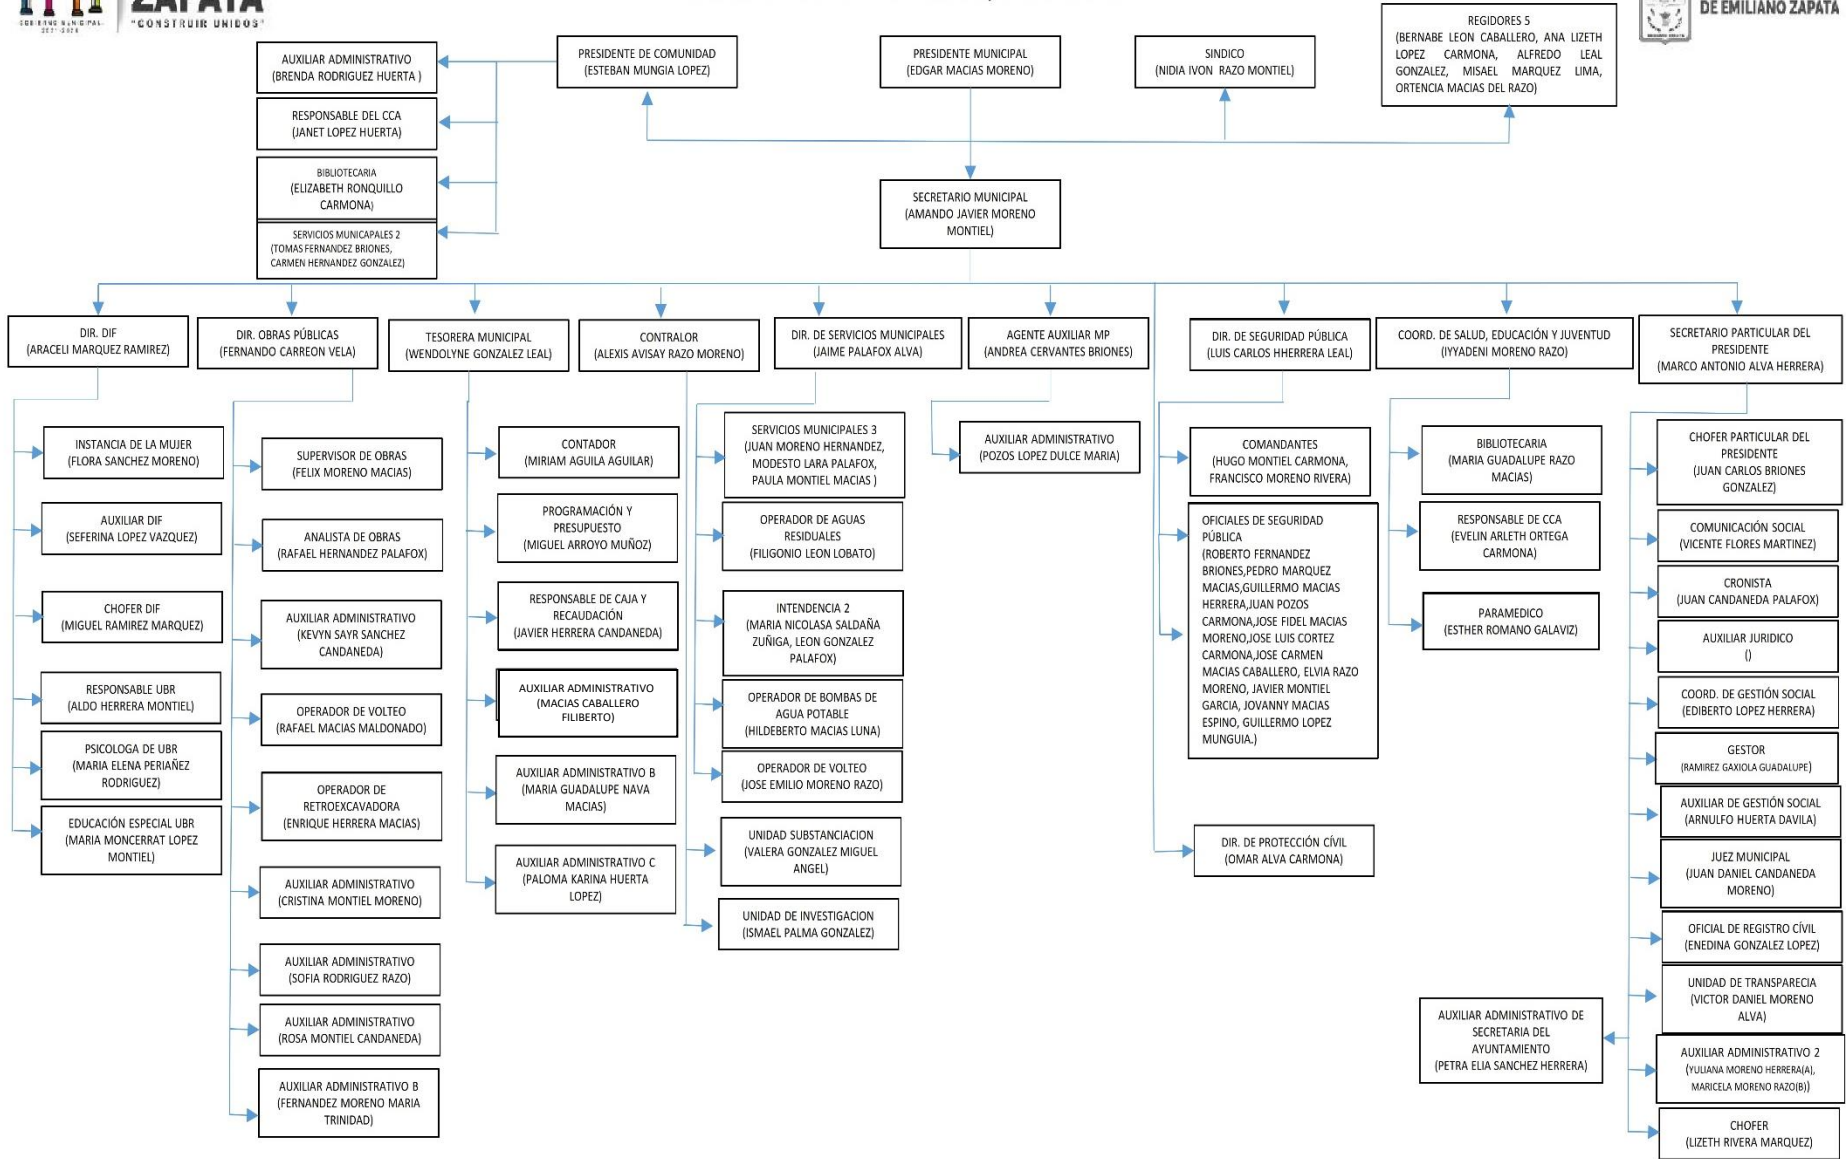 ZAPATA
"CONSTRUIR UNIDOS"
GOBIERNO MUNICIPAL
DE EMILIANO ZAPATA
AUXILIAR ADMINISTRATIVO
(BRENDA RODRIGUEZ HUERTA )
RESPONSABLE DEL CCA
(JANET LOPEZ HUERTA)
BIBLIOTECARIA
(ELIZABETH RONQUILLO
CARMONA)
SERVICIOS MUNICAPALES 2
(TOMAS FERNANDEZ BRIONES,
CARMEN HERNANDEZ GONZALEZ)
PRESIDENTE DE COMUNIDAD
(ESTEBAN MUNGIA LOPEZ)
PRESIDENTE MUNICIPAL
(EDGAR MACIAS MORENO)
SINDICO
(NIDIA IVON RAZO MONTIEL)
REGIDORES 5
(BERNABE LEON CABALLERO, ANA LIZETH
LOPEZ CARMONA, ALFREDO LEAL
GONZALEZ, MISAEL MARQUEZ LIMA,
ORTENCIA MACIAS DEL RAZO)
SECRETARIO MUNICIPAL
(AMANDO JAVIER MORENO
MONTIEL)
DIR. DIF
(ARACELI MARQUEZ RAMIREZ)
DIR. OBRAS PÚBLICAS
(FERNANDO CARREON VELA)
TESORERA MUNICIPAL
(WENDOLYNE GONZALEZ LEAL)
CONTRALOR
(ALEXIS AVISAY RAZO MORENO)
DIR. DE SERVICIOS MUNICIPALES
(JAIME PALAFOX ALVA)
AGENTE AUXILIAR MP
(ANDREA CERVANTES BRIONES)
DIR. DE SEGURIDAD PÚBLICA
(LUIS CARLOS HHERRERA LEAL)
COORD. DE SALUD, EDUCACIÓN Y JUVENTUD
(IYYADENI MORENO RAZO)
SECRETARIO PARTICULAR DEL
PRESIDENTE
(MARCO ANTONIO ALVA HERRERA)
INSTANCIA DE LA MUJER
(FLORA SANCHEZ MORENO)
AUXILIAR DIF
(SEFERINA LOPEZ VAZQUEZ)
CHOFER DIF
(MIGUEL RAMIREZ MARQUEZ)
RESPONSABLE UBR
(ALDO HERRERA MONTIEL)
PSICOLOGA DE UBR
(MARIA ELENA PERIAÑEZ
RODRIGUEZ)
EDUCACIÓN ESPECIAL UBR
(MARIA MONCERRAT LOPEZ
MONTIEL)
SUPERVISOR DE OBRAS
(FELIX MORENO MACIAS)
ANALISTA DE OBRAS
(RAFAEL HERNANDEZ PALAFOX)
AUXILIAR ADMINISTRATIVO
(KEVYN SAYR SANCHEZ
CANDANEDA)
OPERADOR DE VOLTEO
(RAFAEL MACIAS MALDONADO)
OPERADOR DE
RETROEXCAVADORA
(ENRIQUE HERRERA MACIAS)
AUXILIAR ADMINISTRATIVO
(CRISTINA MONTIEL MORENO)
AUXILIAR ADMINISTRATIVO
(SOFIA RODRIGUEZ RAZO)
AUXILIAR ADMINISTRATIVO
(ROSA MONTIEL CANDANEDA)
AUXILIAR ADMINISTRATIVO B
(FERNANDEZ MORENO MARIA
TRINIDAD)
CONTADOR
(MIRIAM AGUILA AGUILAR)
PROGRAMACIÓN Y
PRESUPUESTO
(MIGUEL ARROYO MUÑOZ)
RESPONSABLE DE CAJA Y
RECAUDACIÓN
(JAVIER HERRERA CANDANEDA)
AUXILIAR ADMINISTRATIVO
(MACIAS CABALLERO
FILIBERTO)
AUXILIAR ADMINISTRATIVO B
(MARIA GUADALUPE NAVA
MACIAS)
AUXILIAR ADMINISTRATIVO C
(PALOMA KARINA HUERTA
LOPEZ)
SERVICIOS MUNICIPALES 3
(JUAN MORENO HERNANDEZ,
MODESTO LARA PALAFOX,
PAULA MONTIEL MACIAS )
OPERADOR DE AGUAS
RESIDUALES
(FILIGONIO LEON LOBATO)
INTENDENCIA 2
(MARIA NICOLASA SALDAÑA
ZUÑIGA, LEON GONZALEZ
PALAFOX)
OPERADOR DE BOMBAS DE
AGUA POTABLE
(HILDEBERTO MACIAS LUNA)
OPERADOR DE VOLTEO
(JOSE EMILIO MORENO RAZO)
UNIDAD SUBSTANCIACION
(VALERA GONZALEZ MIGUEL
ANGEL)
UNIDAD DE INVESTIGACION
(ISMAEL PALMA GONZALEZ)
AUXILIAR ADMINISTRATIVO
(POZOS LOPEZ DULCE MARIA)
COMANDANTES
(HUGO MONTIEL CARMONA,
FRANCISCO MORENO RIVERA)
OFICIALES DE SEGURIDAD
PÚBLICA
(ROBERTO FERNANDEZ
BRIONES,PEDRO MARQUEZ
MACIAS,GUILLERMO MACIAS
HERRERA,JUAN POZOS
CARMONA,JOSE FIDEL MACIAS
MORENO,JOSE LUIS CORTEZ
CARMONA,JOSE CARMEN
MACIAS CABALLERO, ELVIA RAZO
MORENO, JAVIER MONTIEL
GARCIA, JOVANNY MACIAS
ESPINO, GUILLERMO LOPEZ
MUNGUIA.)
DIR. DE PROTECCIÓN CÍVIL
(OMAR ALVA CARMONA)
BIBLIOTECARIA
(MARIA GUADALUPE RAZO
MACIAS)
RESPONSABLE DE CCA
(EVELIN ARLETH ORTEGA
CARMONA)
PARAMEDICO
(ESTHER ROMANO GALAVIZ)
CHOFER PARTICULAR DEL
PRESIDENTE
(JUAN CARLOS BRIONES
GONZALEZ)
COMUNICACIÓN SOCIAL
(VICENTE FLORES MARTINEZ)
CRONISTA
(JUAN CANDANEDA PALAFOX)
AUXILIAR JURIDICO
()
COORD. DE GESTIÓN SOCIAL
(EDIBERTO LOPEZ HERRERA)
GESTOR
(RAMIREZ GAXIOLA GUADALUPE)
AUXILIAR DE GESTIÓN SOCIAL
(ARNULFO HUERTA DAVILA)
JUEZ MUNICIPAL
(JUAN DANIEL CANDANEDA
MORENO)
OFICIAL DE REGISTRO CÍVIL
(ENEDINA GONZALEZ LOPEZ)
UNIDAD DE TRANSPARECIA
(VICTOR DANIEL MORENO
ALVA)
AUXILIAR ADMINISTRATIVO DE
SECRETARIA DEL
AYUNTAMIENTO
(PETRA ELIA SANCHEZ HERRERA)
AUXILIAR ADMINISTRATIVO 2
(YULIANA MORENO HERRERA(A),
MARICELA MORENO RAZO(B))
CHOFER
(LIZETH RIVERA MARQUEZ)